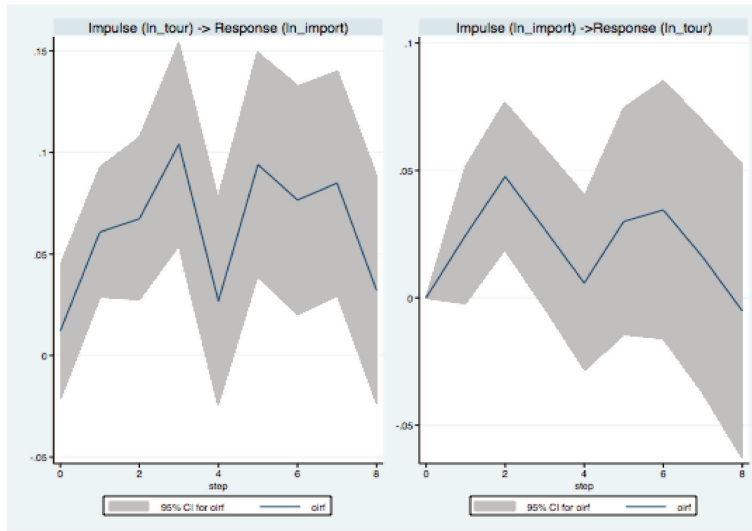 Impulse (ln_tour) -> Response (ln_import)
.15
.1
.05
0
-.05
0 2 4 6 8
step
95% CI for oirf oirf
Impulse (ln_import) ->Response (ln_tour)
.1
.05
0
-.05
0 2 4 6 8
step
95% CI for oirf oirf